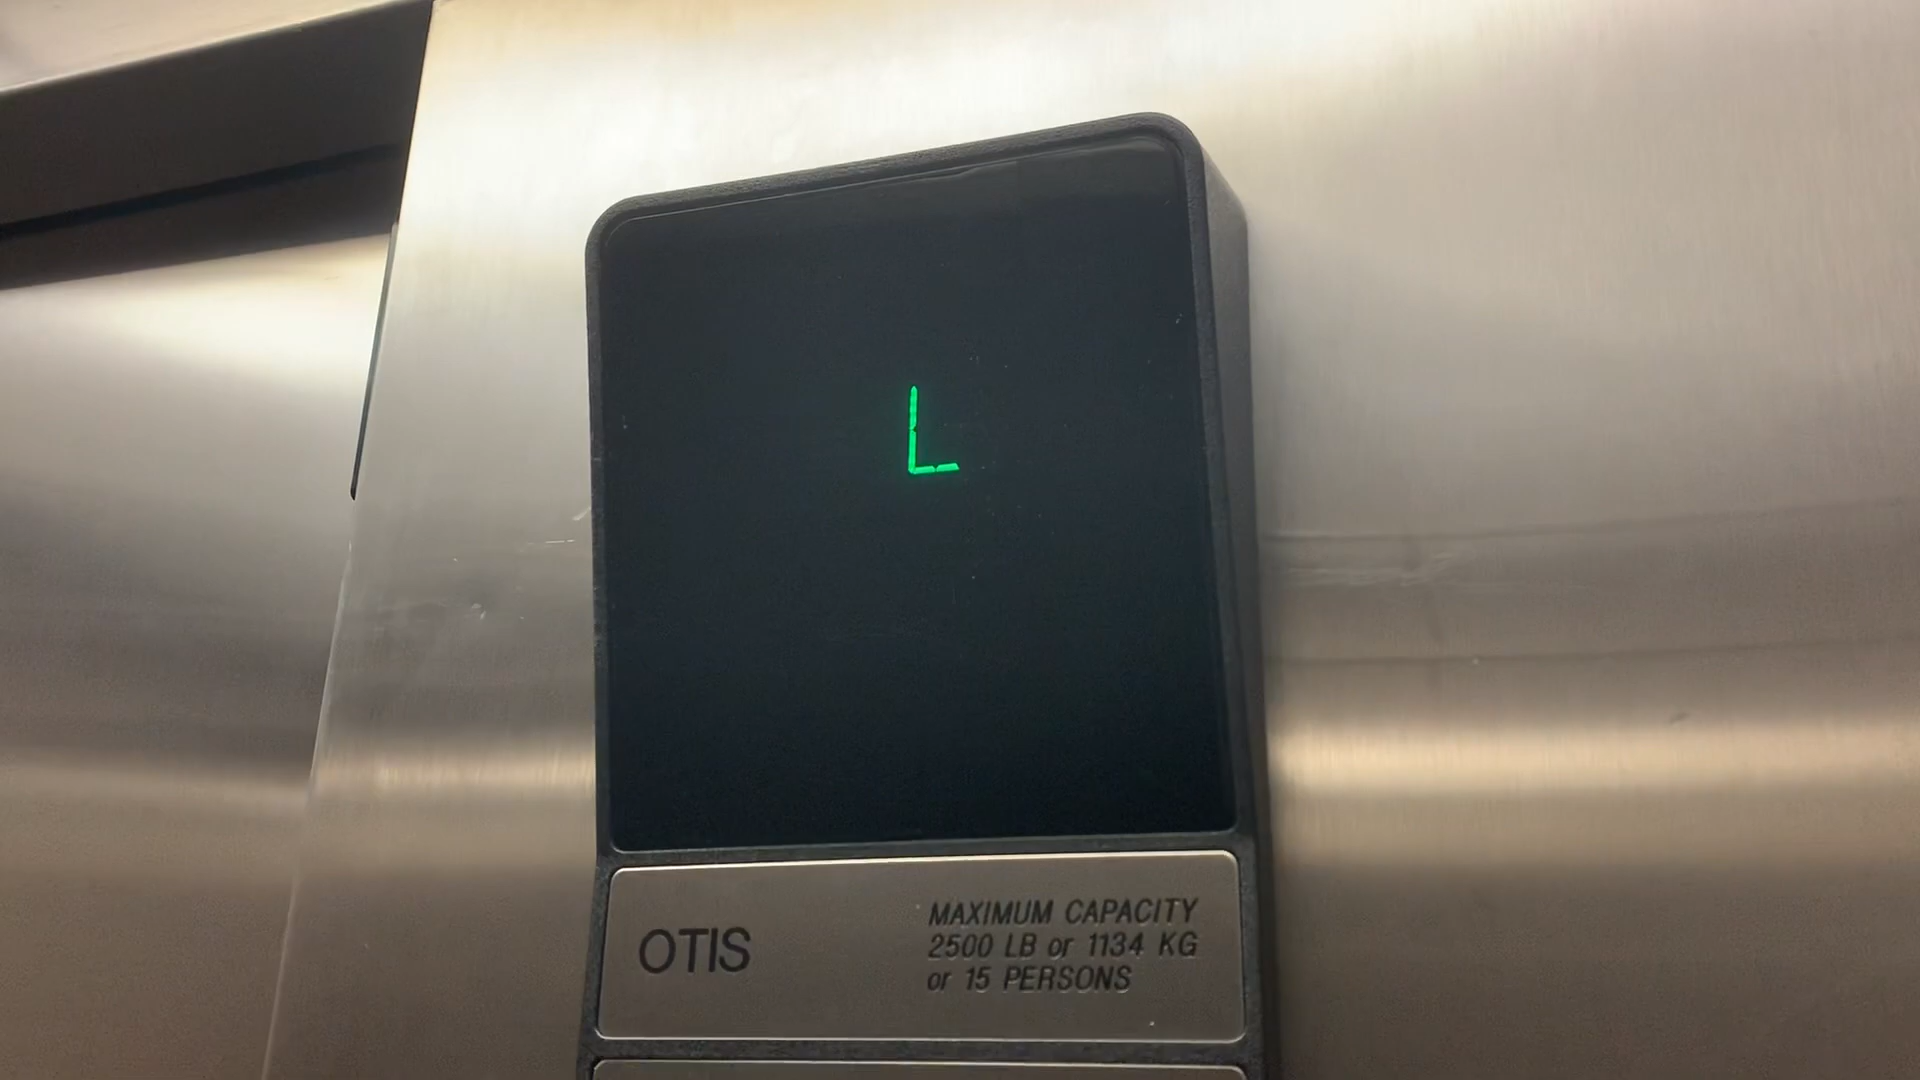 L
OTIS
MAXIMUM CAPACITY
2500 LB or 1134 KG
or 15 PERSONS